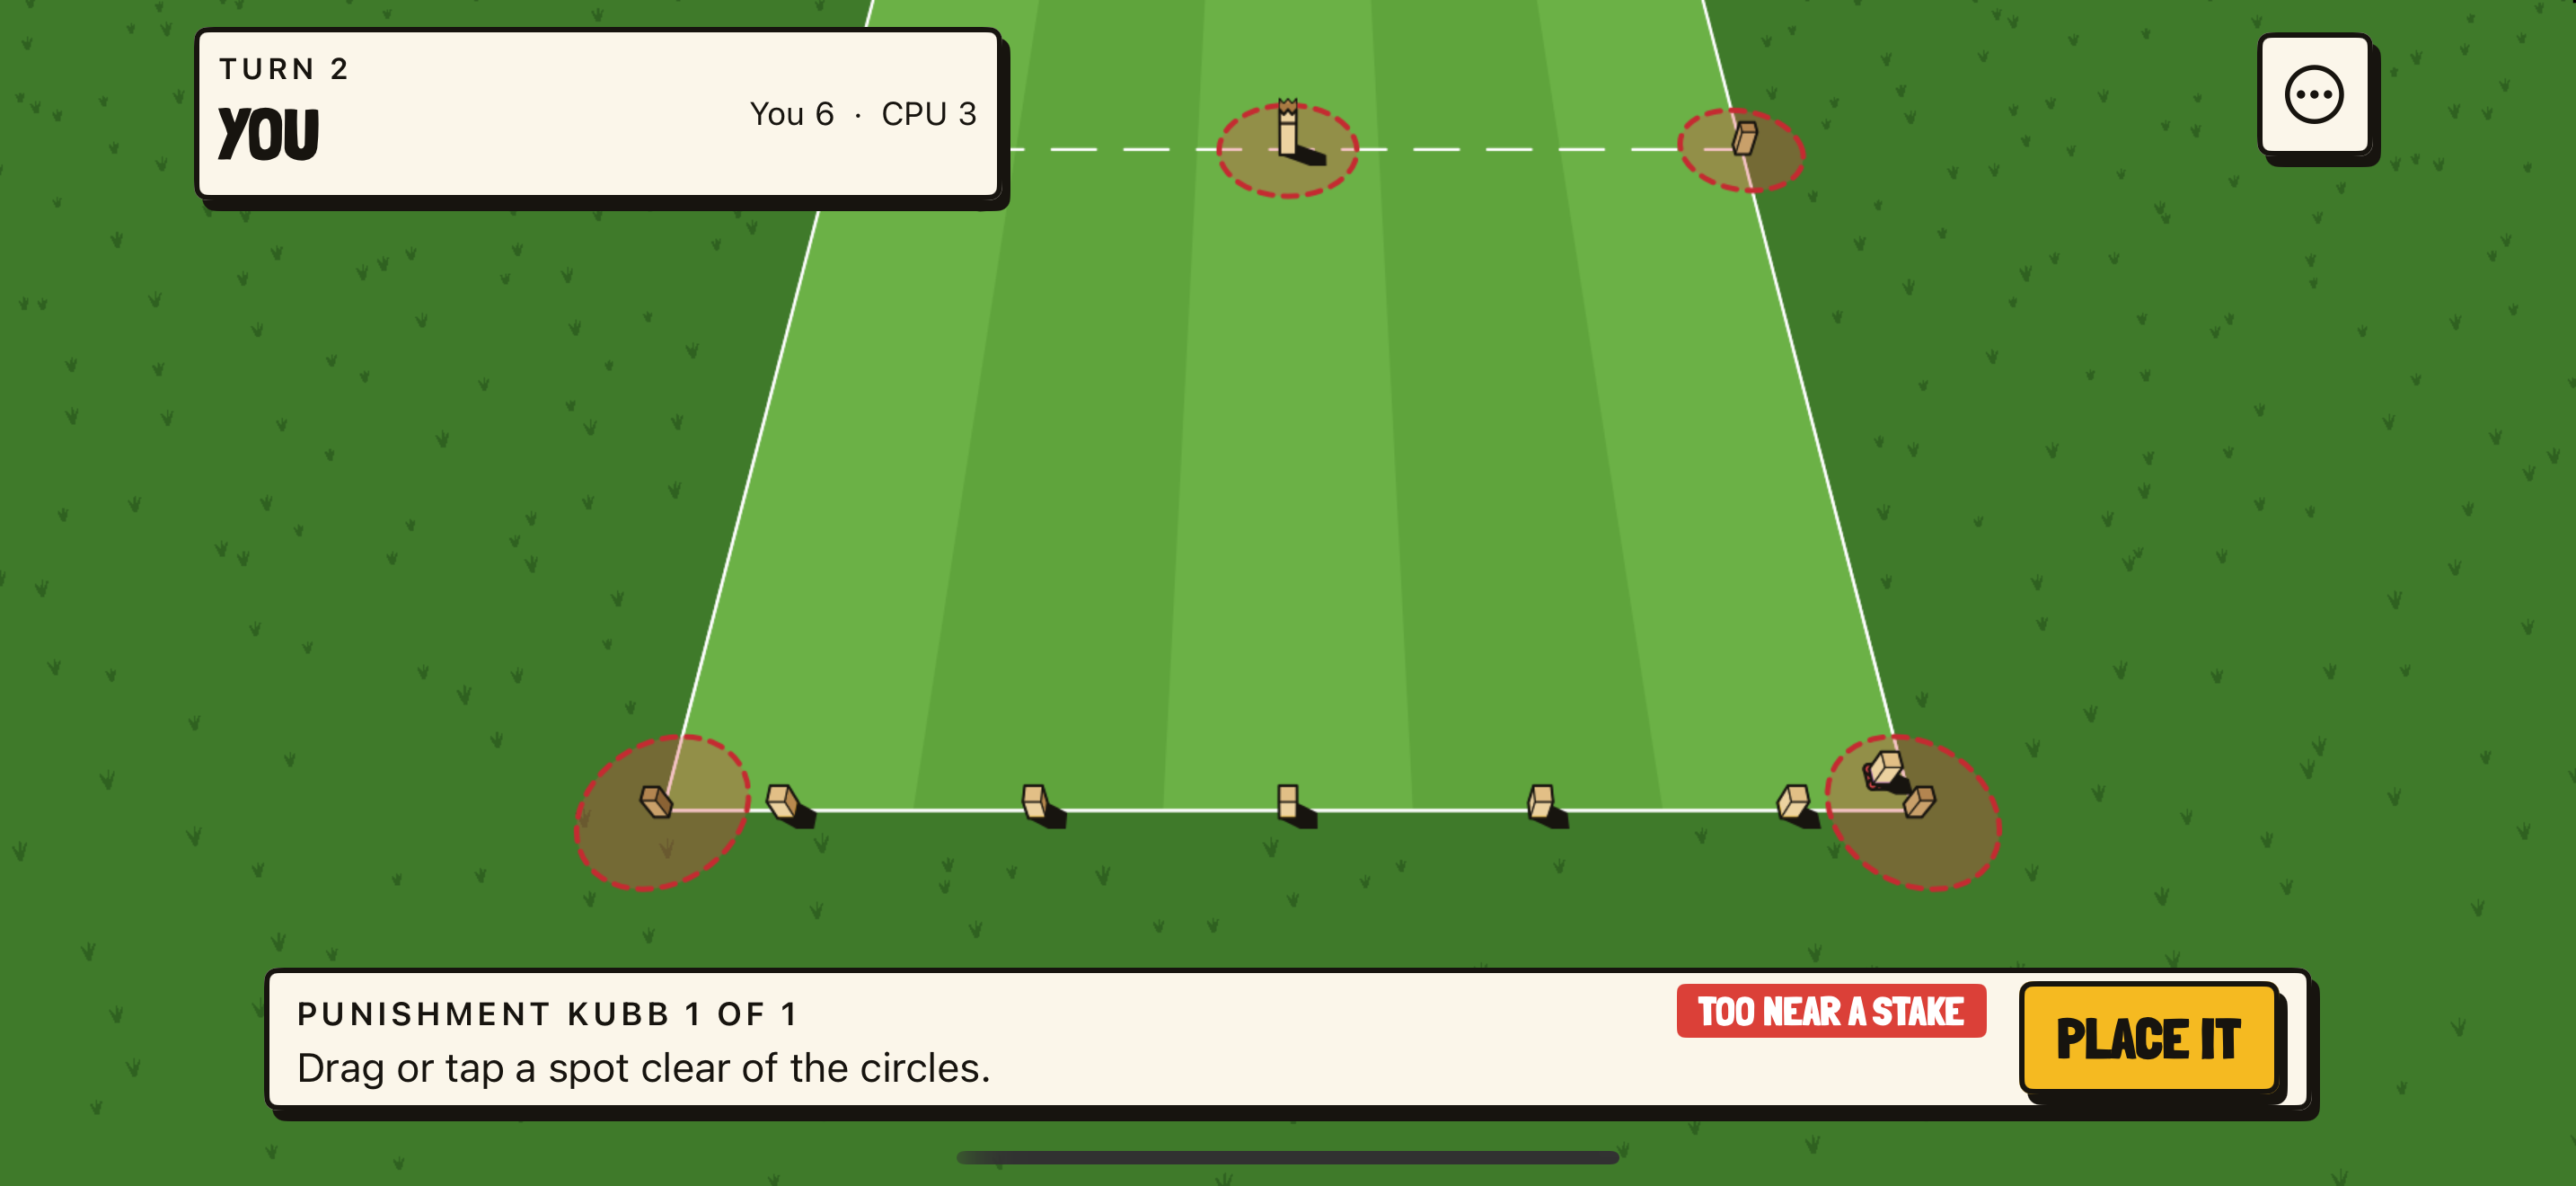 TURN 2
YOU
You 6 · CPU 3
PUNISHMENT KUBB 1 OF 1
Drag or tap a spot clear of the circles.
TOO NEAR A STAKE
PLACE IT